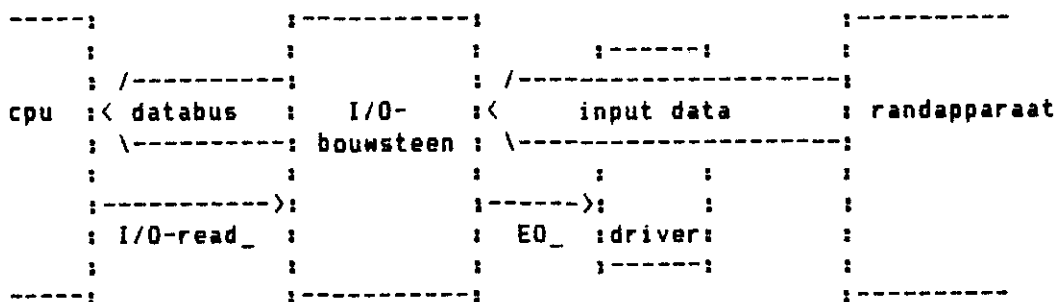 cpu databus I/O- input data randapparaat
bouwsteen
I/O-read_ EO_ driver